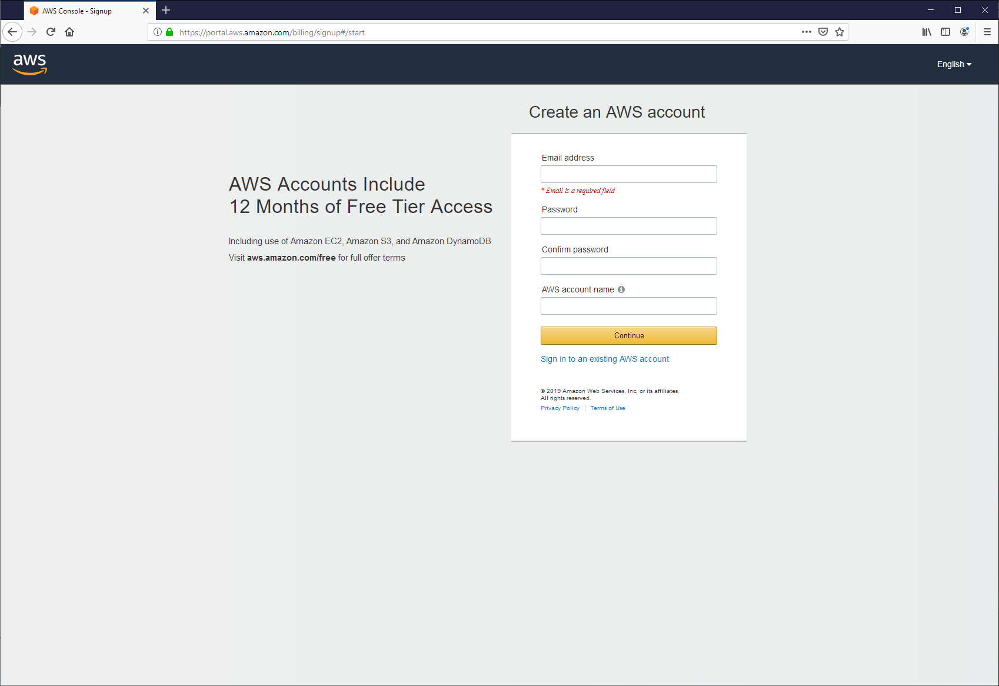 AWS Console - Signup
https://portal.aws.amazon.com/billing/signup#/start
aws
English
Create an AWS account
AWS Accounts Include
12 Months of Free Tier Access
Including use of Amazon EC2, Amazon S3, and Amazon DynamoDB
Visit aws.amazon.com/free for full offer terms
Email address
* Email is a required field
Password
Confirm password
AWS account name
Continue
Sign in to an existing AWS account
© 2019 Amazon Web Services, Inc. or its affiliates.
All rights reserved.
Privacy Policy | Terms of Use